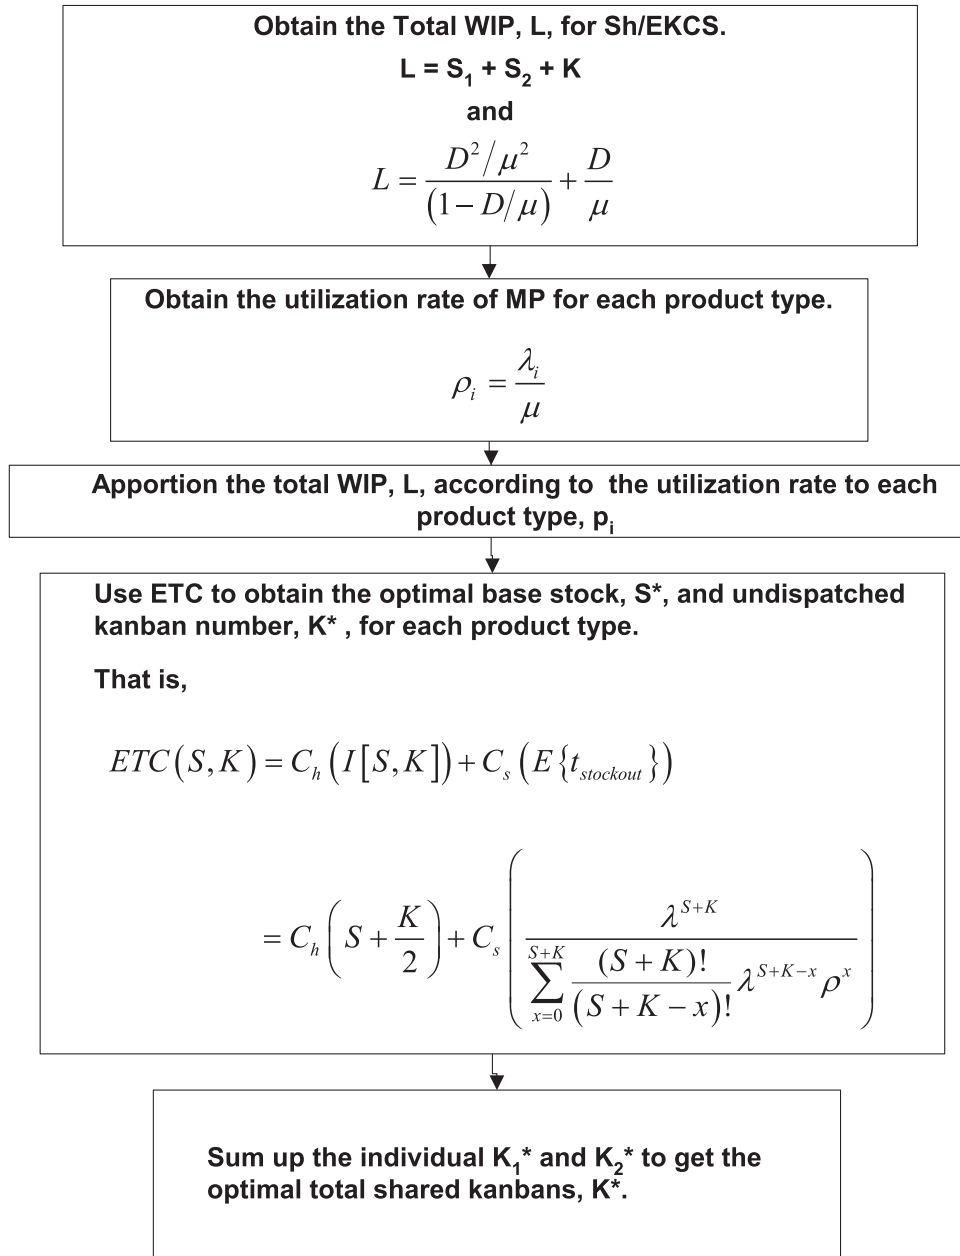 Obtain the Total WIP, L, for Sh/EKCS.
L = S₁ + S₂ + K
and
L = (D²/μ²)/(1 − D/μ) + D/μ
Obtain the utilization rate of MP for each product type.
ρᵢ = λᵢ/μ
Apportion the total WIP, L, according to the utilization rate to each
product type, pᵢ
Use ETC to obtain the optimal base stock, S*, and undispatched
kanban number, K* , for each product type.
That is,
ETC(S,K) = Cₕ(I[S,K]) + Cₛ(E{t_stockout})
= Cₕ(S + K/2) + Cₛ(λ^(S+K) / ∑_{x=0}^{S+K} (S + K)!/(S + K − x)! λ^(S+K−x) ρ^x)
Sum up the individual K₁* and K₂* to get the
optimal total shared kanbans, K*.